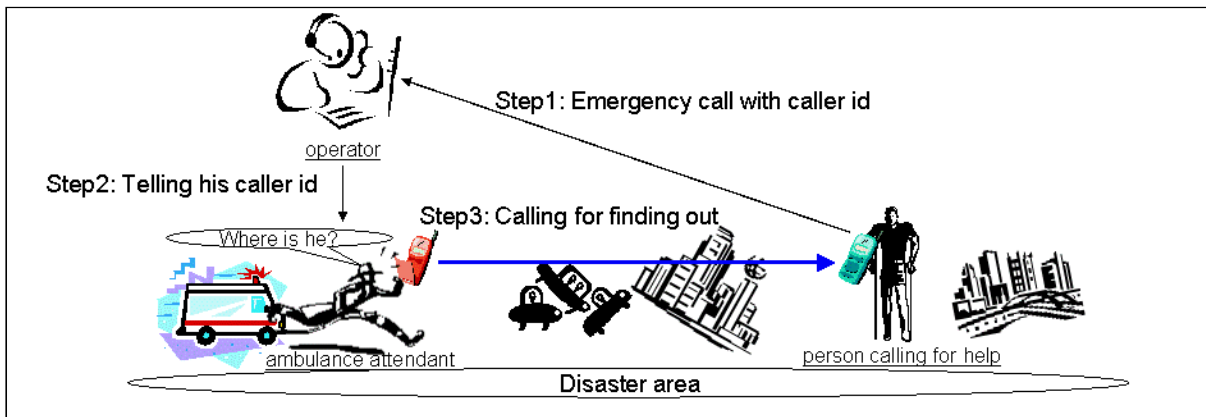 Step1: Emergency call with caller id
operator
Step2: Telling his caller id
Step3: Calling for finding out
Where is he?
ambulance attendant
person calling for help
Disaster area